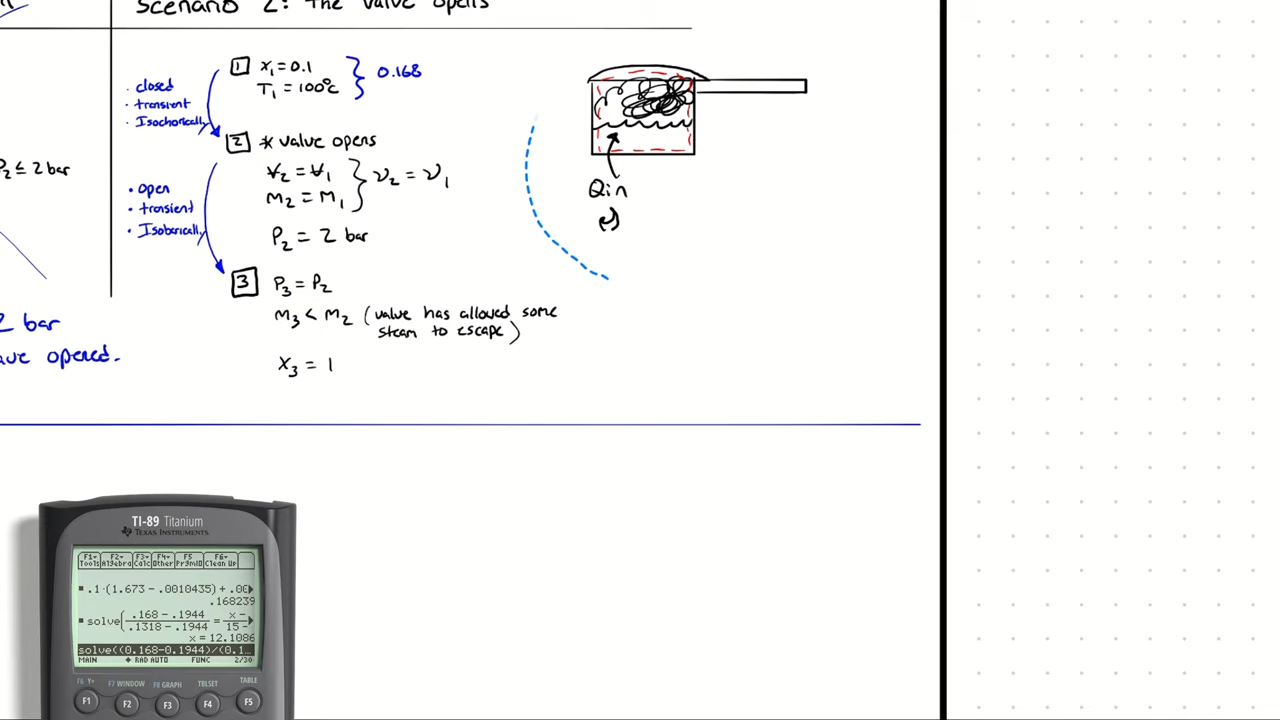 Scenario 2: The valve opens
1 x₁ = 0.1
T₁ = 100°C } 0.168
· closed
· transient
· Isochorically
2 * valve opens
V₂ = V₁
m₂ = m₁ } ν₂ = ν₁
P₂ = 2 bar
P₂ ≤ 2 bar
• open
• transient
• Isobarically
3 P₃ = P₂
m₃ < m₂ (valve has allowed some
steam to escape)
x₃ = 1
Qin
2 bar
opened.
TI-89 Titanium
TEXAS INSTRUMENTS
F1 F2 F3 F4 F5 F6
Tools Algebra Calc Other PrgmIO Clean Up
.1·(1.673 - .0010435) + .00
.168239
solve( .168 - .1944 / .1318 - .1944 = x - / 15 -
x = 12.1086
solve((0.168-0.1944)/(0.1...
MAIN RAD AUTO FUNC 2/30
F6 Y= F7 WINDOW F8 GRAPH TBLSET TABLE
F1 F2 F3 F4 F5